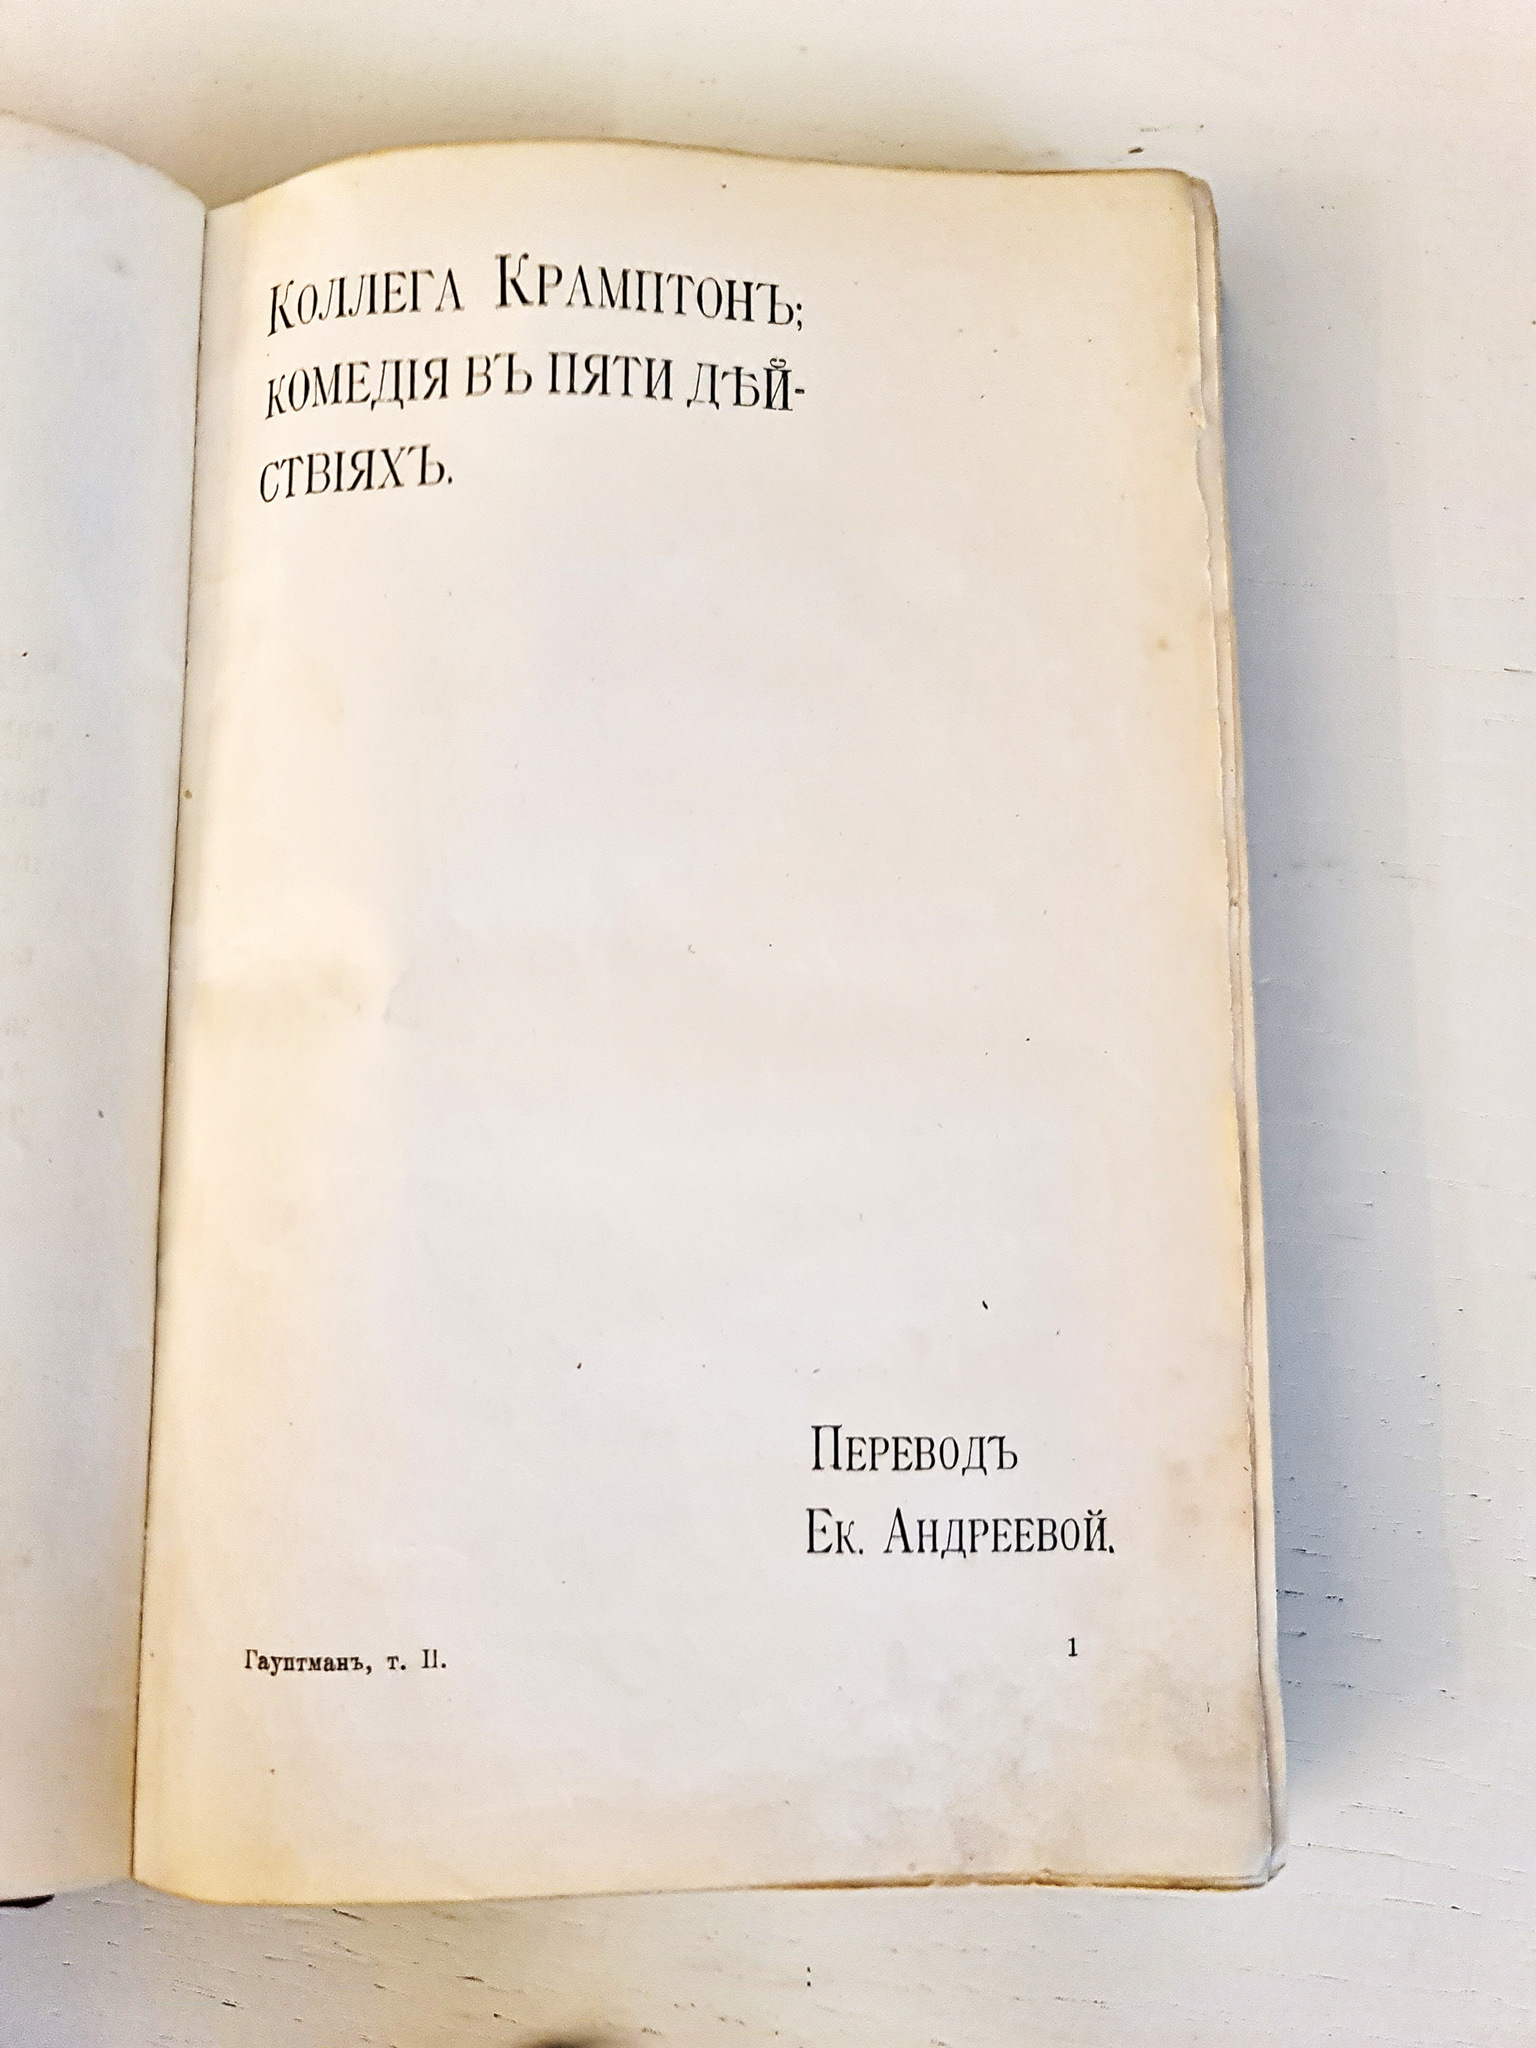 Коллега Крамптонъ;
комедія въ пяти дѣй-
ствіяхъ.
Переводъ
Ек. Андреевой.
Гауптманъ, т. II.
1